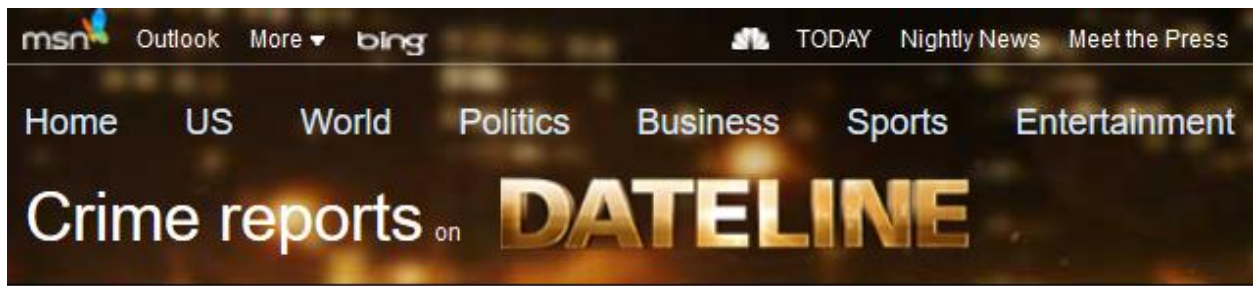 msn Outlook More bing TODAY Nightly News Meet the Press
Home US World Politics Business Sports Entertainment
Crime reports on DATELINE